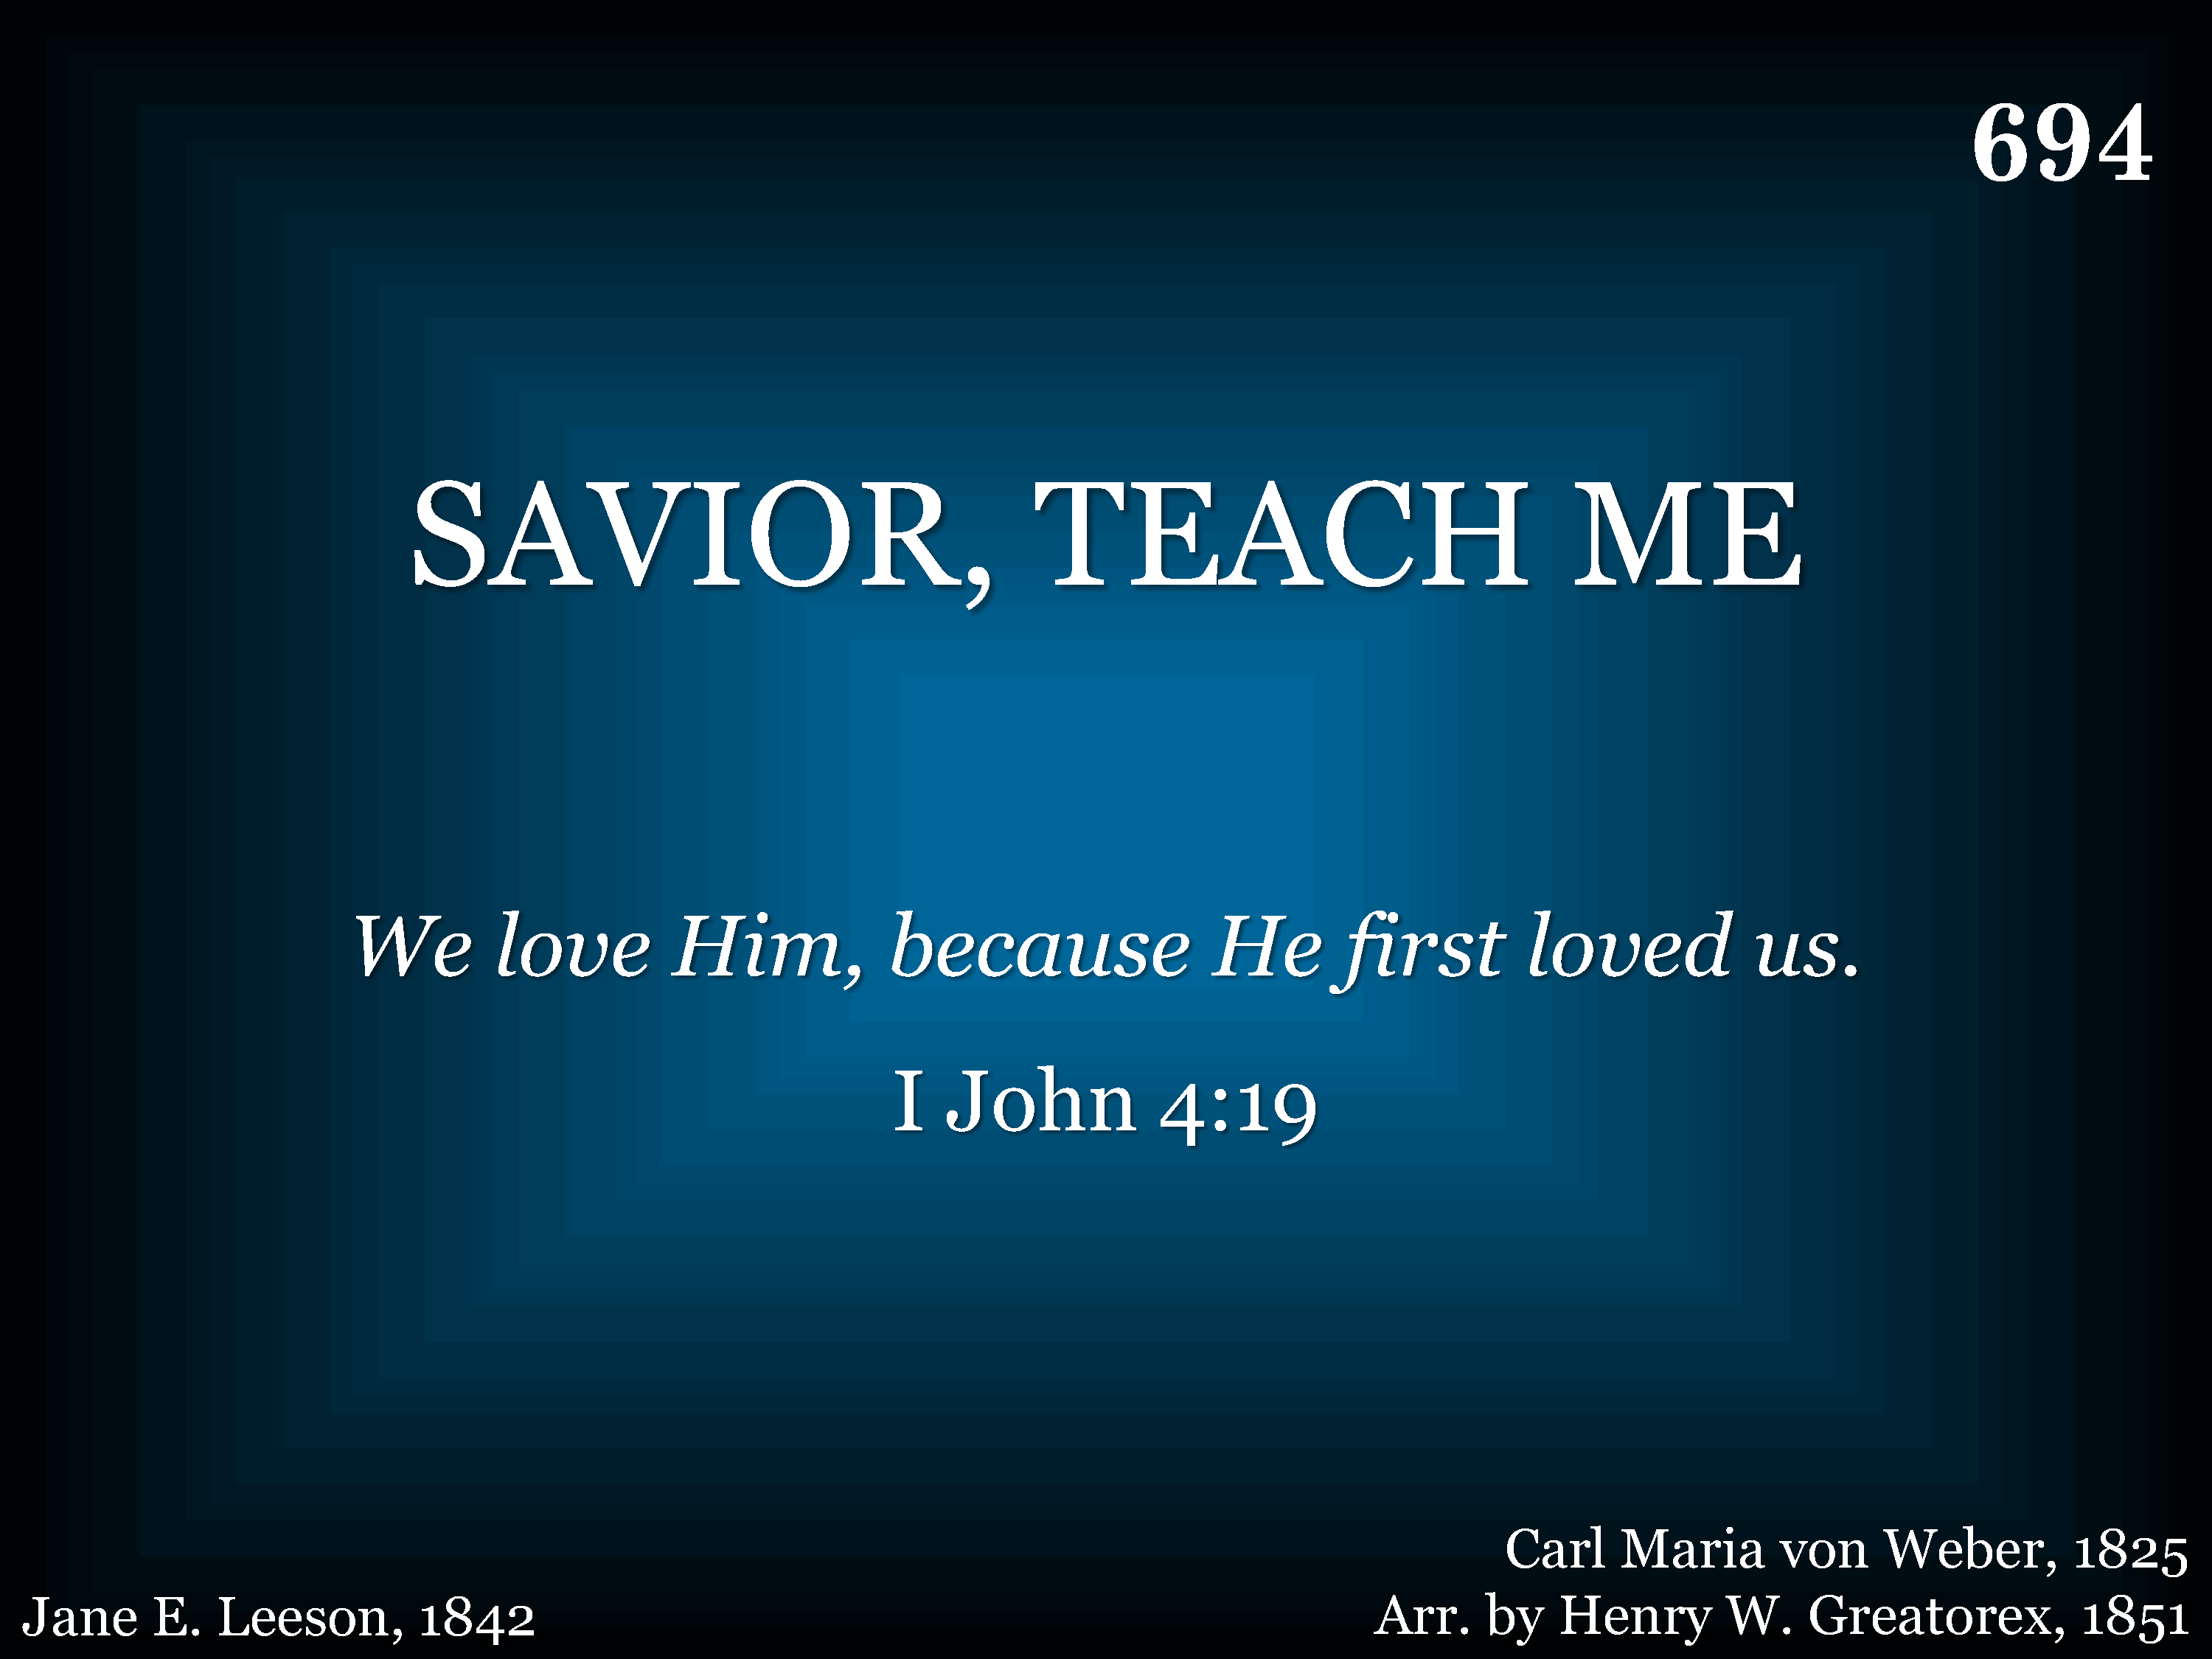 694
SAVIOR, TEACH ME
We love Him, because He first loved us.
I John 4:19
Carl Maria von Weber, 1825
Jane E. Leeson, 1842
Arr. by Henry W. Greatorex, 1851